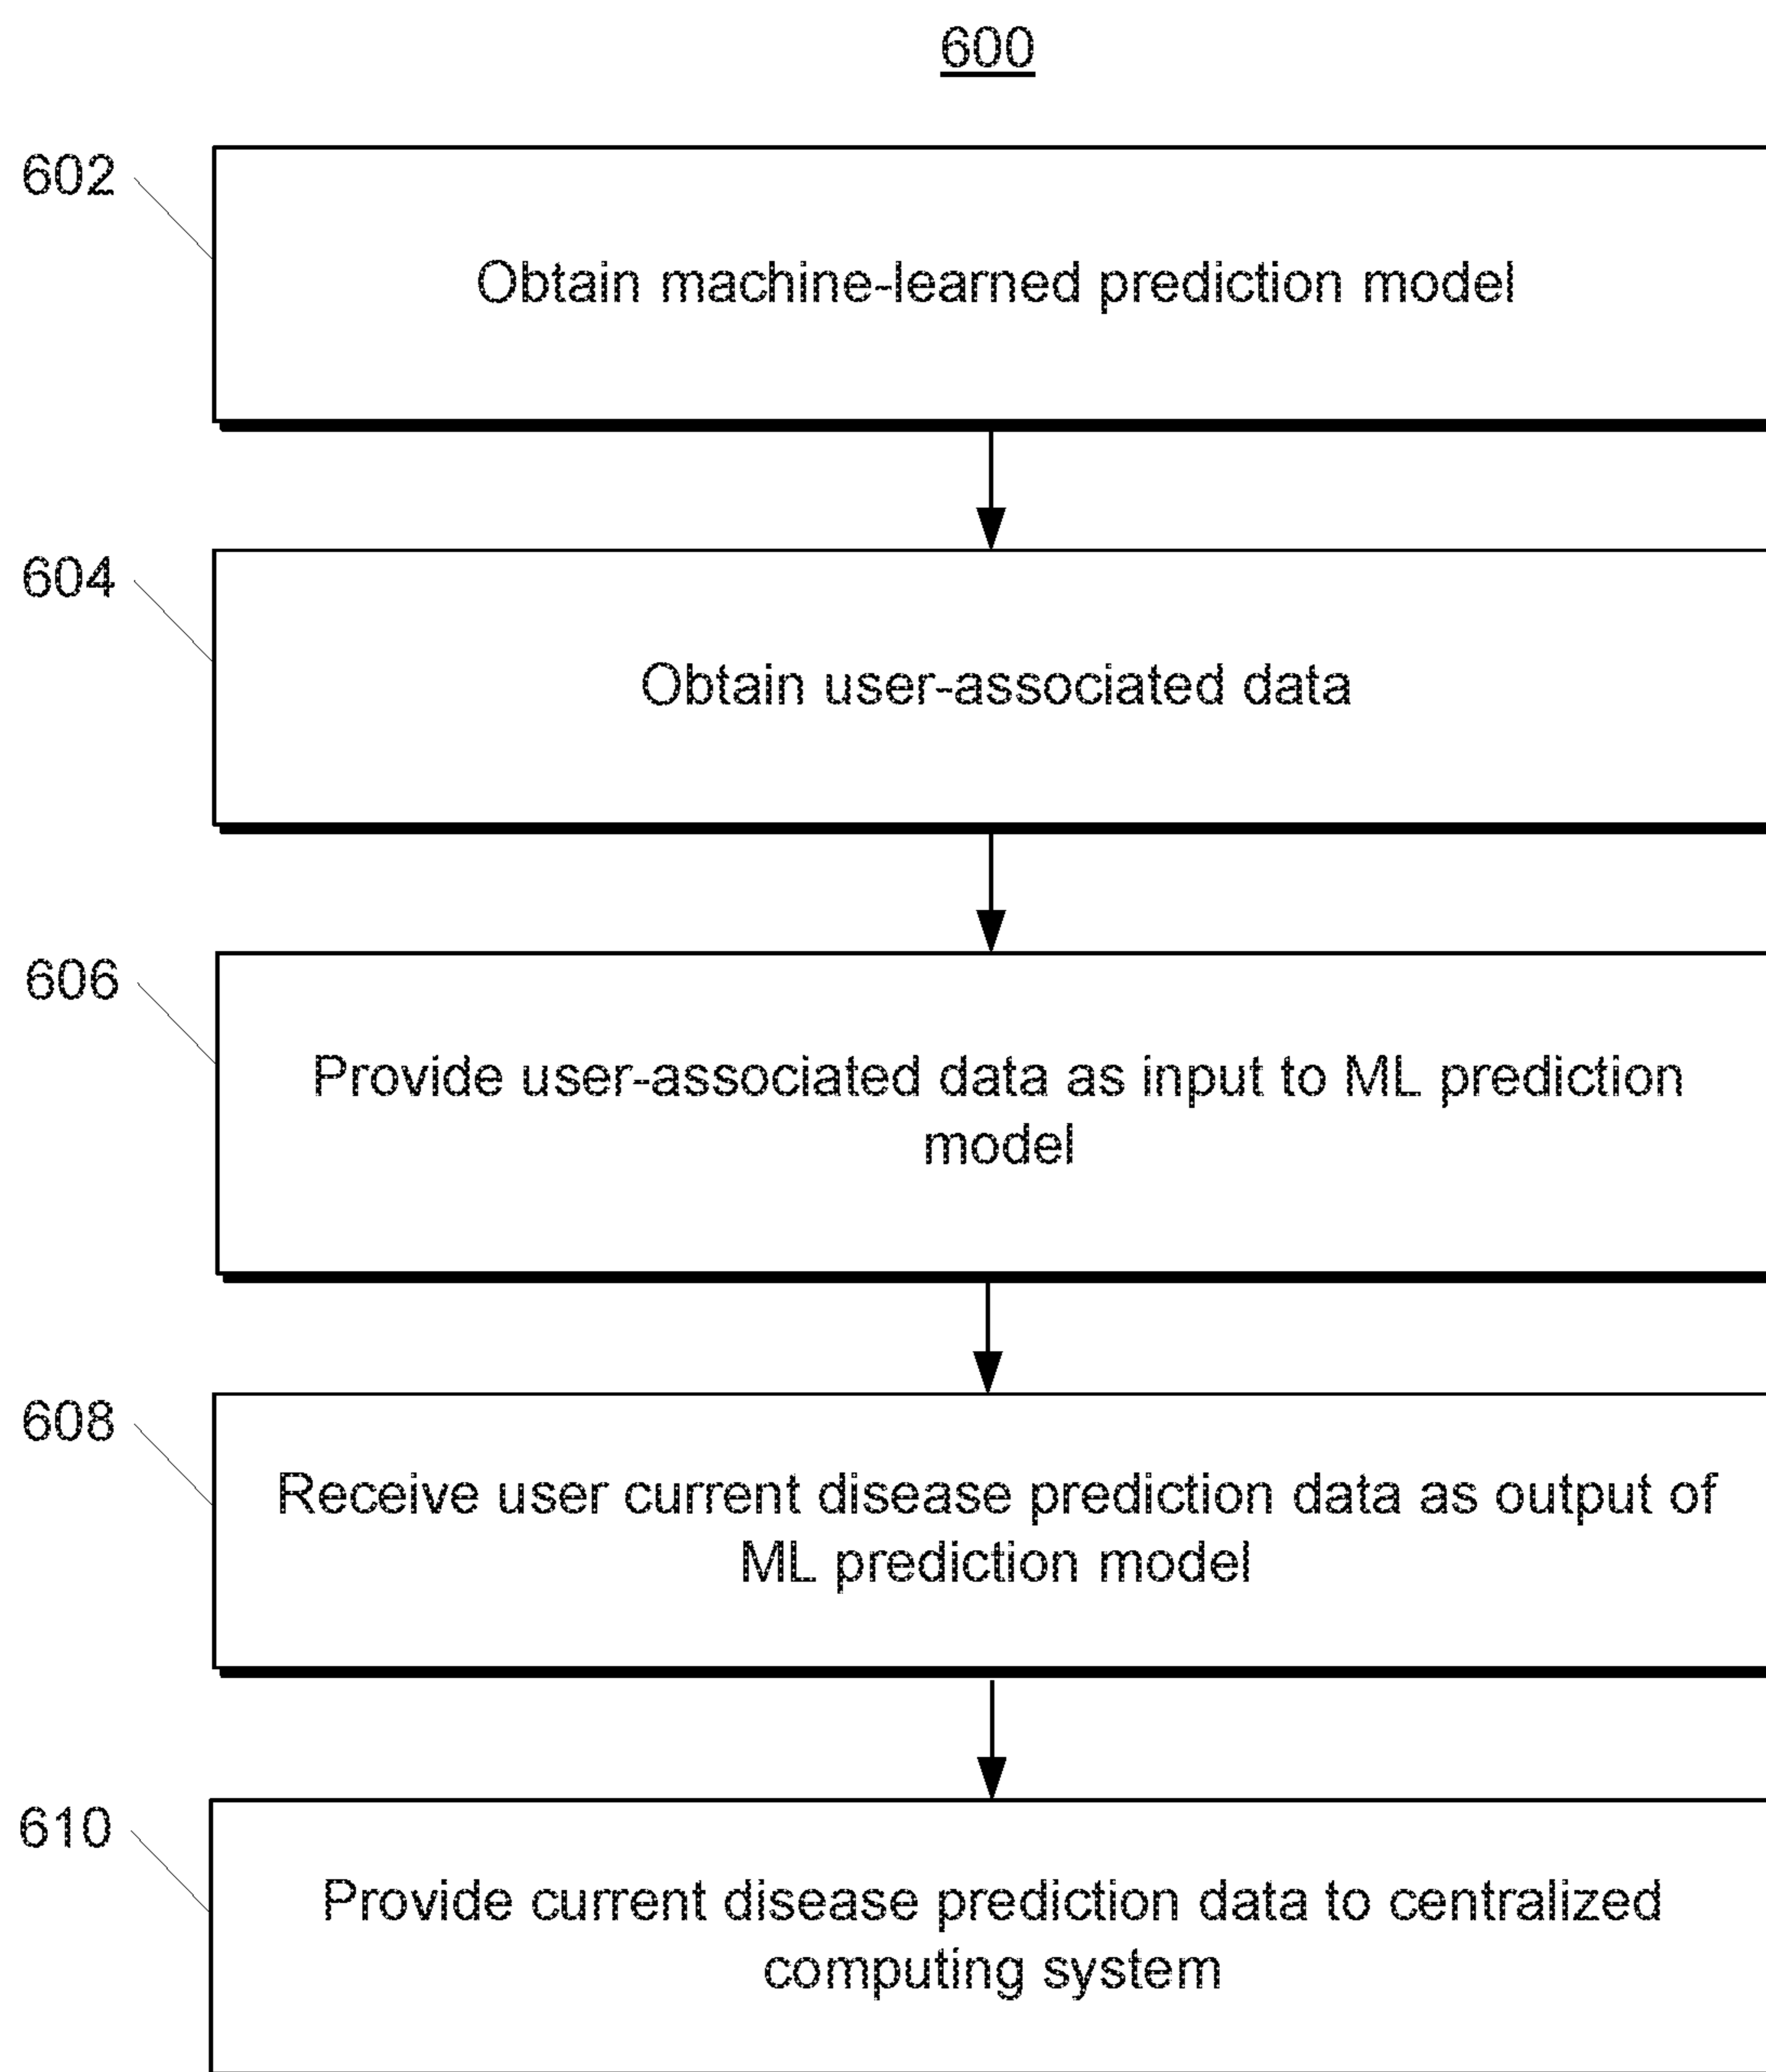 600
602
Obtain machine-learned prediction model
604
Obtain user-associated data
606
Provide user-associated data as input to ML prediction
model
608
Receive user current disease prediction data as output of
ML prediction model
610
Provide current disease prediction data to centralized
computing system